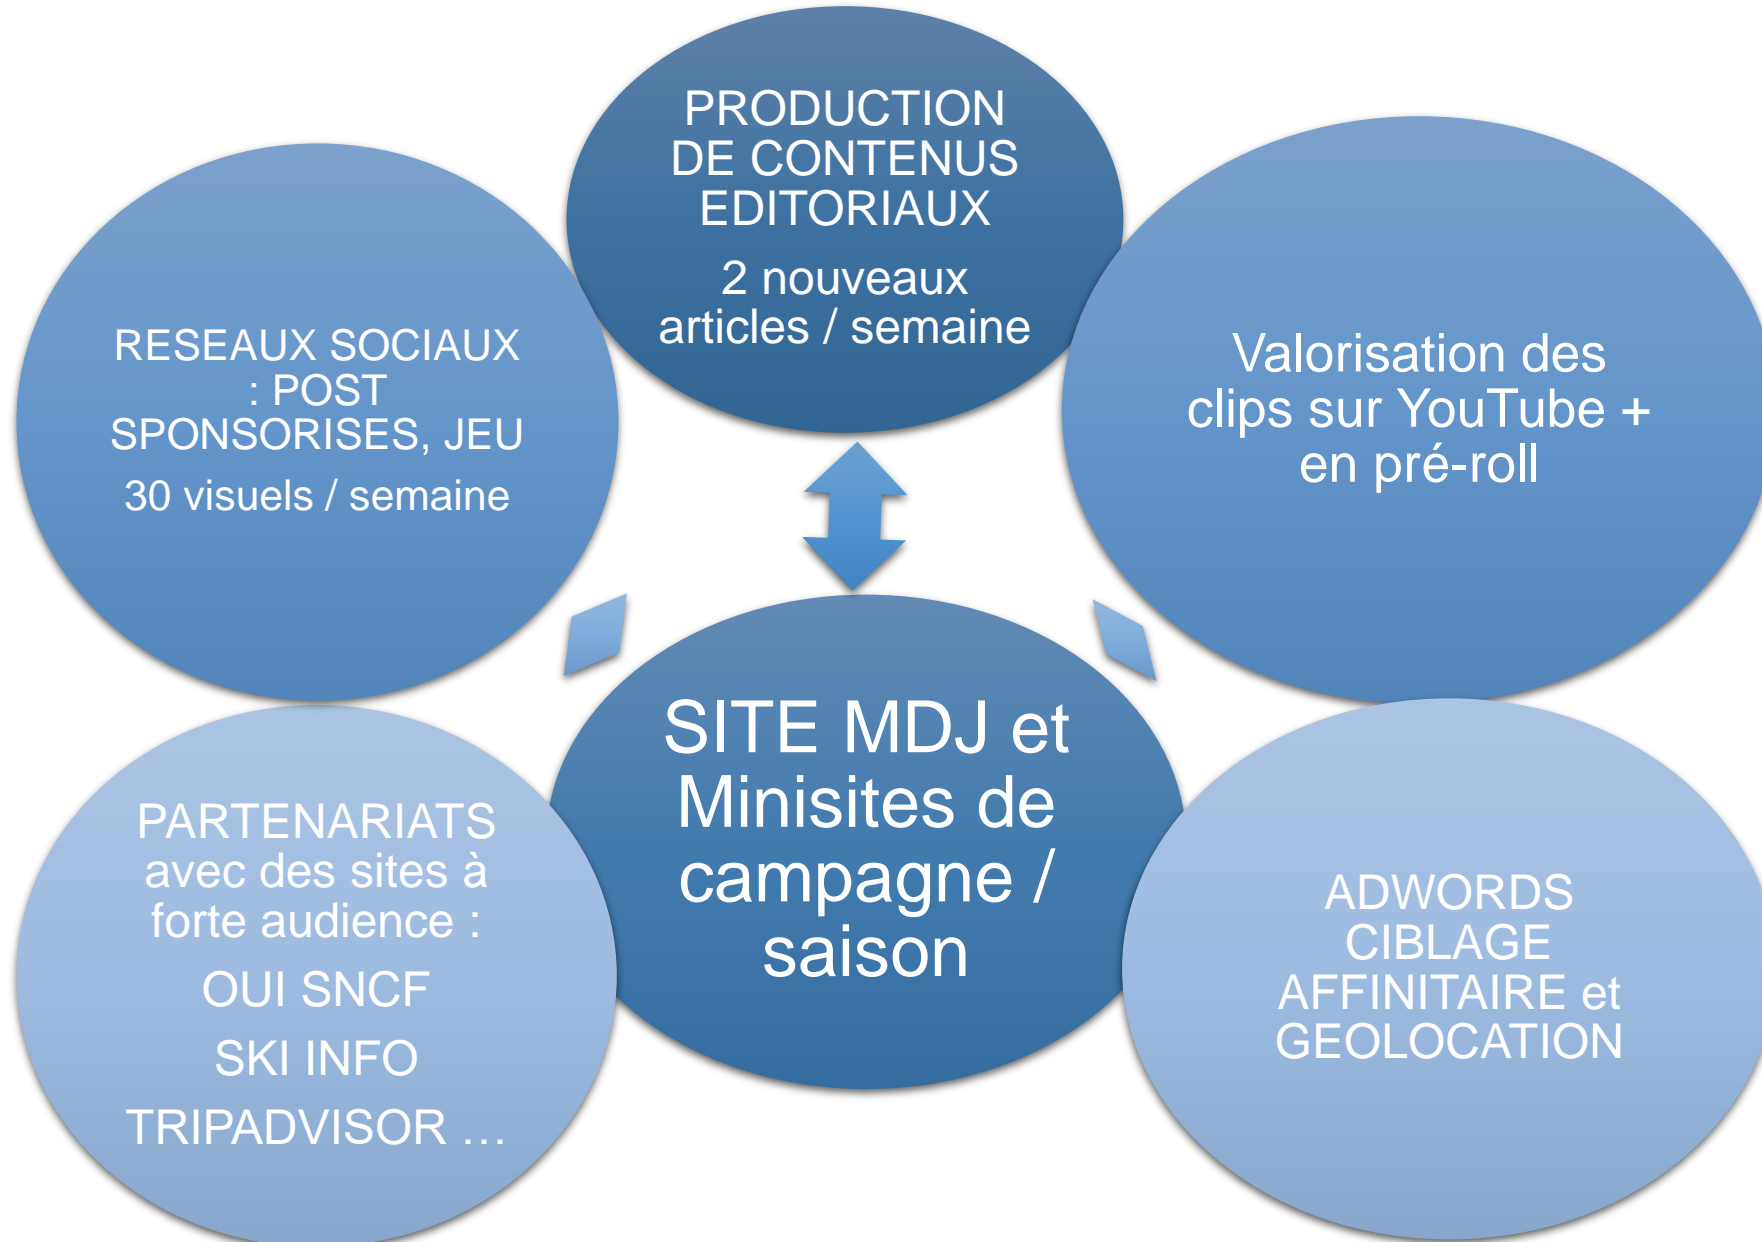 PRODUCTION
DE CONTENUS
EDITORIAUX
2 nouveaux
articles / semaine
RESEAUX SOCIAUX
: POST
SPONSORISES, JEU
30 visuels / semaine
Valorisation des
clips sur YouTube +
en pré-roll
SITE MDJ et
Minisites de
campagne /
saison
PARTENARIATS
avec des sites à
forte audience :
OUI SNCF
SKI INFO
TRIPADVISOR …
ADWORDS
CIBLAGE
AFFINITAIRE et
GEOLOCATION